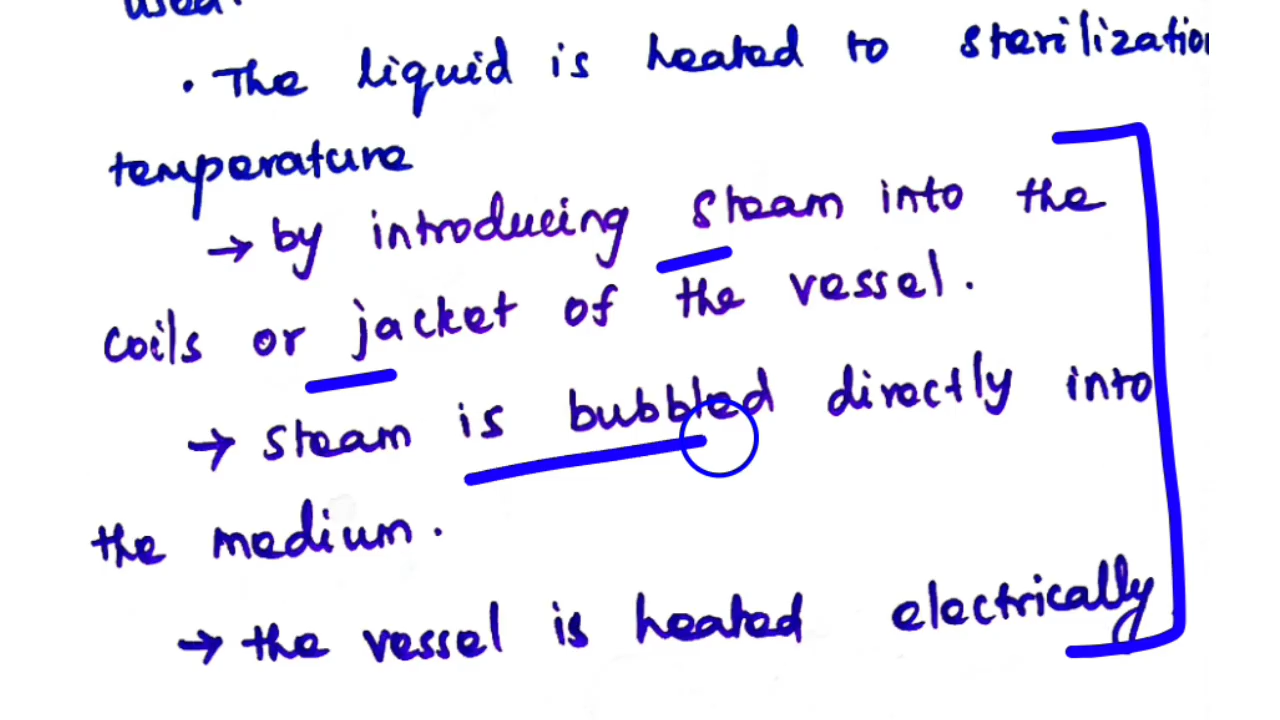 used.
• The liquid is heated to sterilization
temperature
→ by introducing steam into the
coils or jacket of the vessel.
→ steam is bubbled directly into
the medium.
→ the vessel is heated electrically